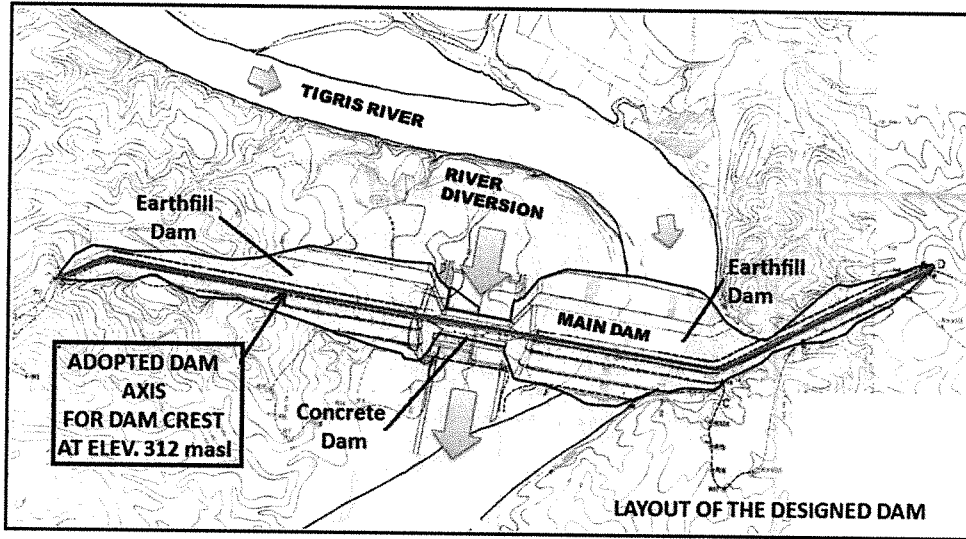 TIGRIS RIVER
RIVER
DIVERSION
Earthfill
Dam
Earthfill
Dam
MAIN DAM
ADOPTED DAM
AXIS
FOR DAM CREST
AT ELEV. 312 masl
Concrete
Dam
LAYOUT OF THE DESIGNED DAM